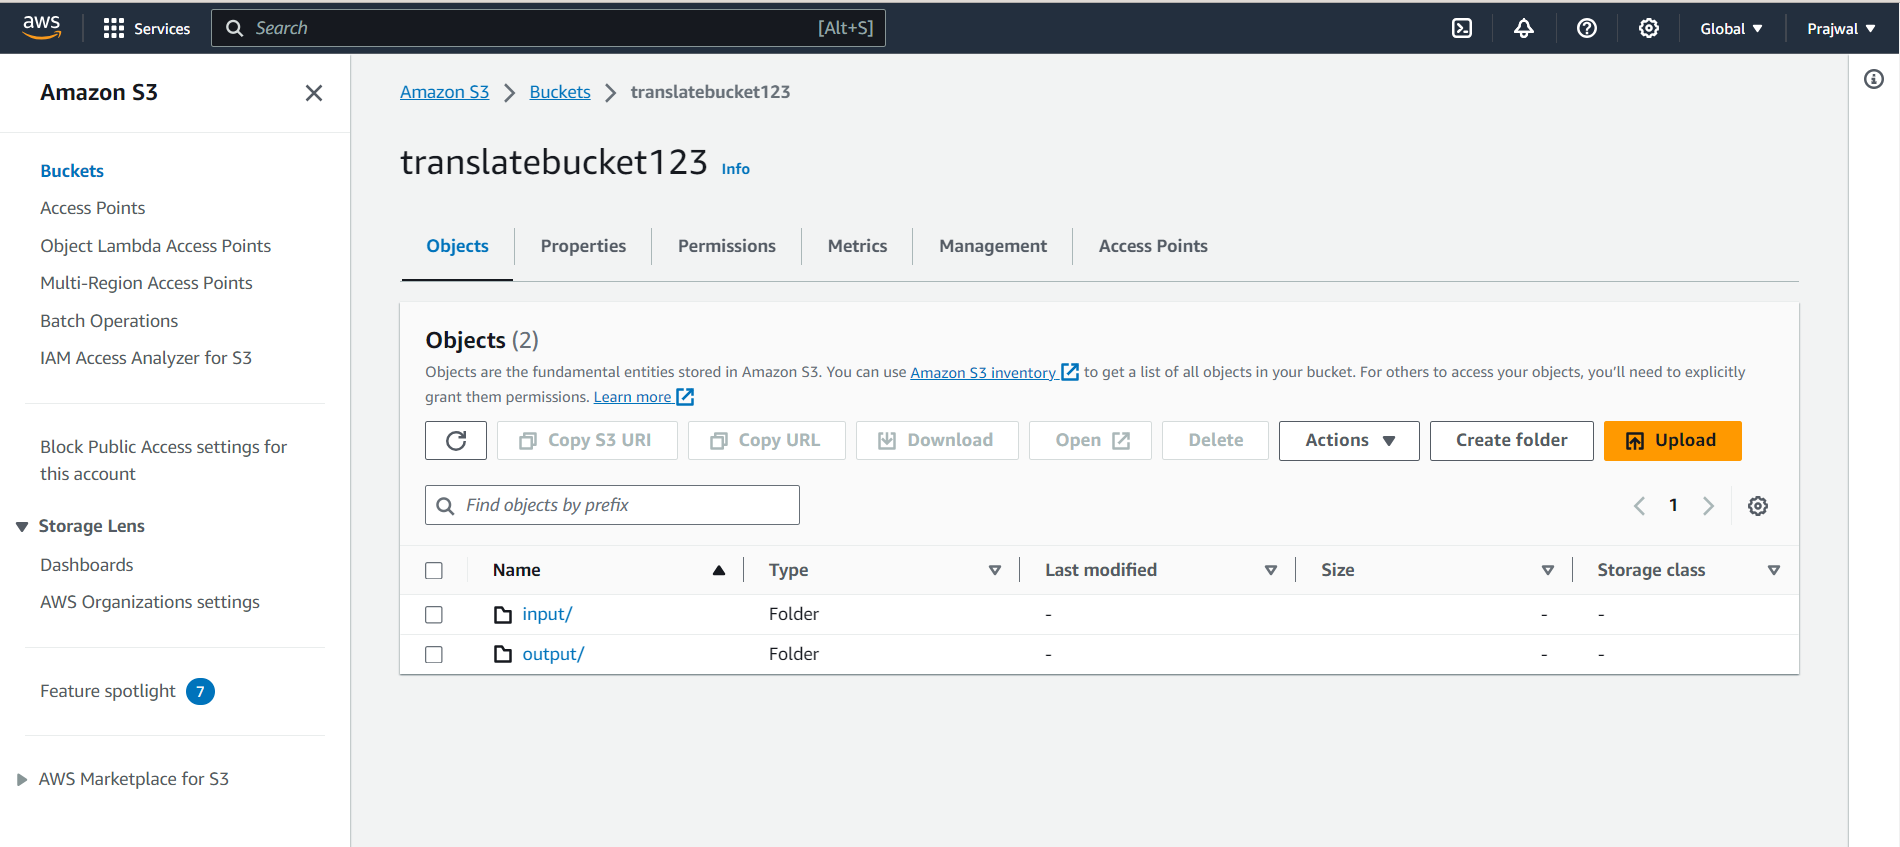 aws Services Search [Alt+S] Global Prajwal
Amazon S3
Buckets
Access Points
Object Lambda Access Points
Multi-Region Access Points
Batch Operations
IAM Access Analyzer for S3
Block Public Access settings for
this account
Storage Lens
Dashboards
AWS Organizations settings
Feature spotlight 7
AWS Marketplace for S3
Amazon S3 Buckets translatebucket123
translatebucket123 Info
Objects Properties Permissions Metrics Management Access Points
Objects (2)
Objects are the fundamental entities stored in Amazon S3. You can use Amazon S3 inventory to get a list of all objects in your bucket. For others to access your objects, you'll need to explicitly
grant them permissions. Learn more
Copy S3 URI Copy URL Download Open Delete Actions Create folder Upload
Find objects by prefix 1
Name Type Last modified Size Storage class
input/ Folder - - -
output/ Folder - - -